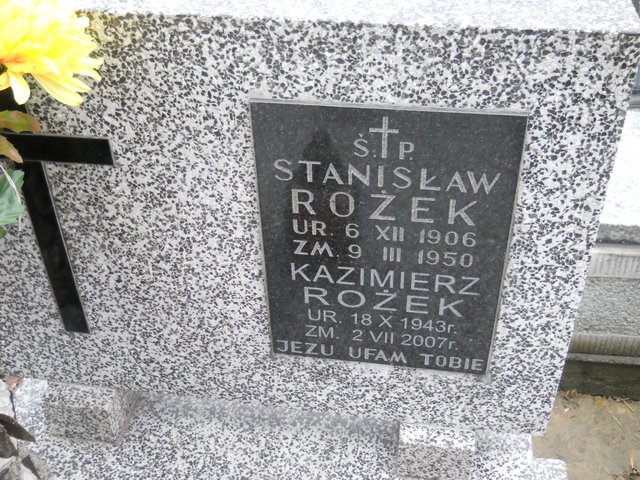 Ś.P.
STANISŁAW
ROŻEK
UR. 6 XII 1906
ZM. 9 III 1950
KAZIMIERZ
ROŻEK
UR. 18 X 1943r.
ZM. 2 VII 2007r.
JEZU UFAM TOBIE